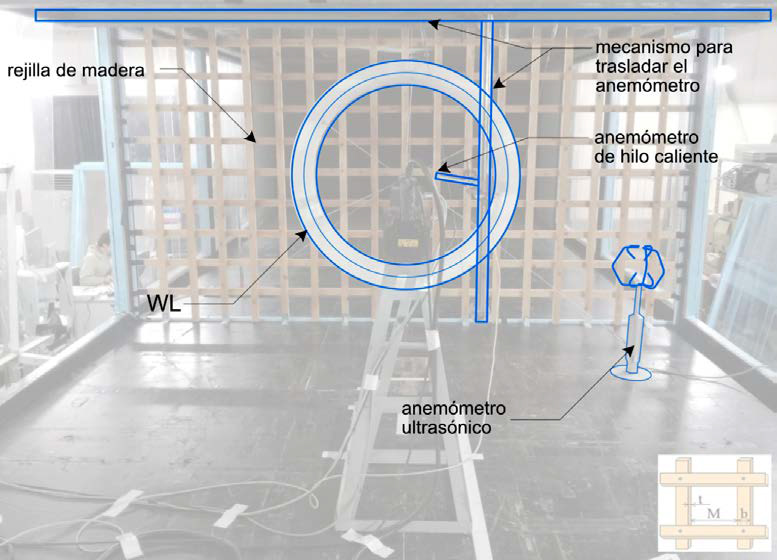 mecanismo para
trasladar el
anemómetro
rejilla de madera
anemómetro
de hilo caliente
WL
anemómetro
ultrasónico
t
M
b